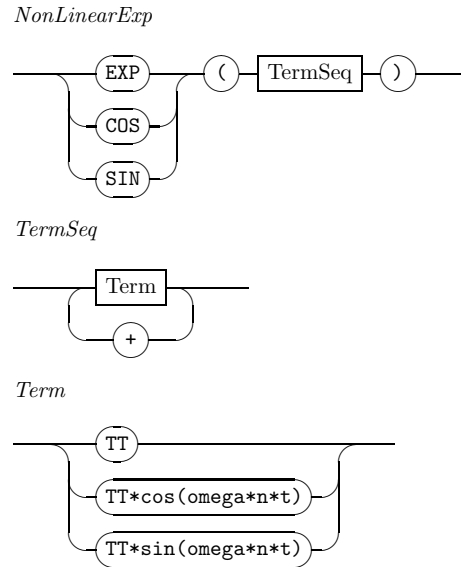 NonLinearExp
EXP ( TermSeq )
COS
SIN
TermSeq
Term
+
Term
TT
TT*cos(omega*n*t)
TT*sin(omega*n*t)